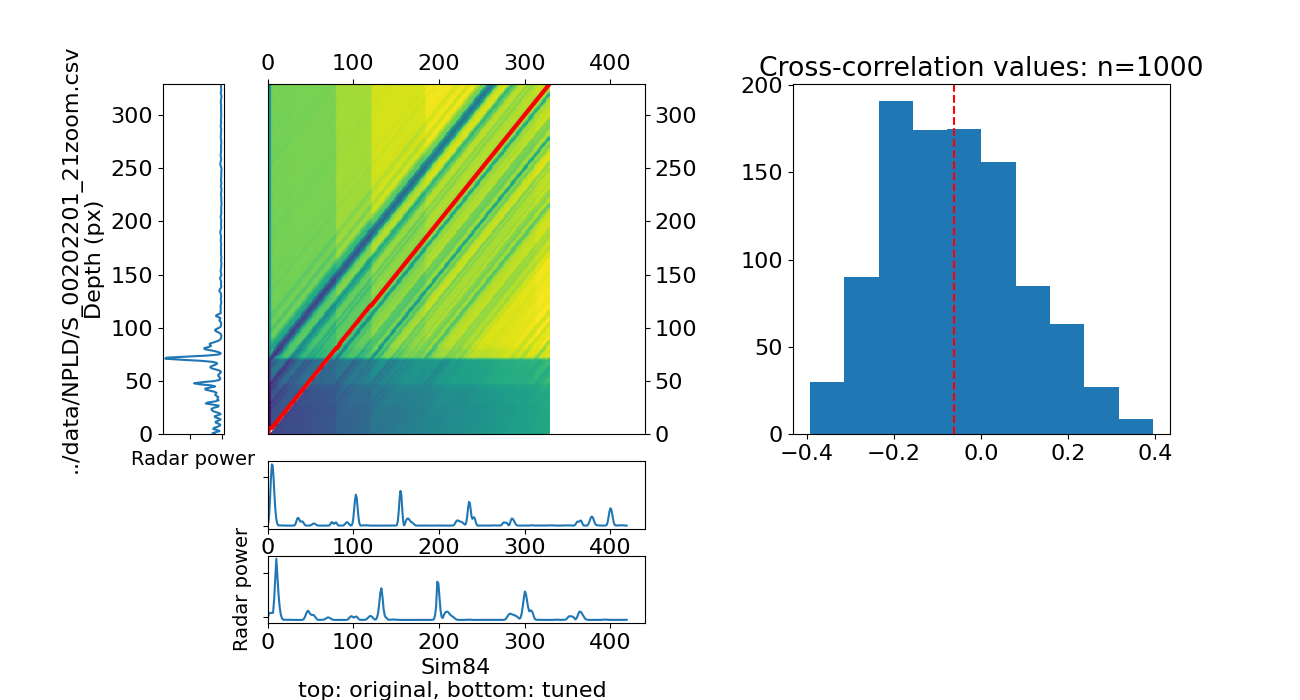 0 100 200 300 400
Cross-correlation values: n=1000
../data/NPLD/S_00202201_21zoom.csv
Depth (px)
300
250
200
150
100
50
0
300
250
200
150
100
50
0
200
150
100
50
0
−0.4 −0.2 0.0 0.2 0.4
Radar power
0 100 200 300 400
Radar power
0 100 200 300 400
Sim84
top: original, bottom: tuned